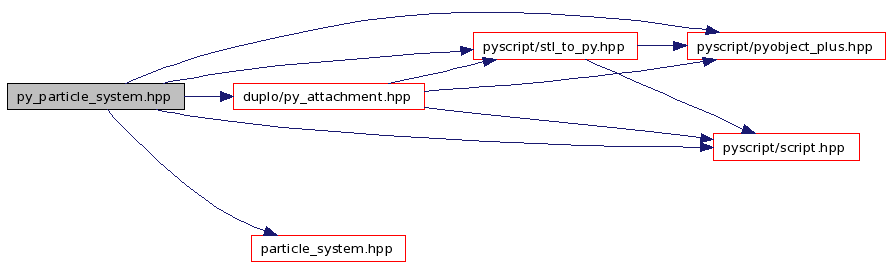 pyscript/stl_to_py.hpp
pyscript/pyobject_plus.hpp
py_particle_system.hpp
duplo/py_attachment.hpp
pyscript/script.hpp
particle_system.hpp